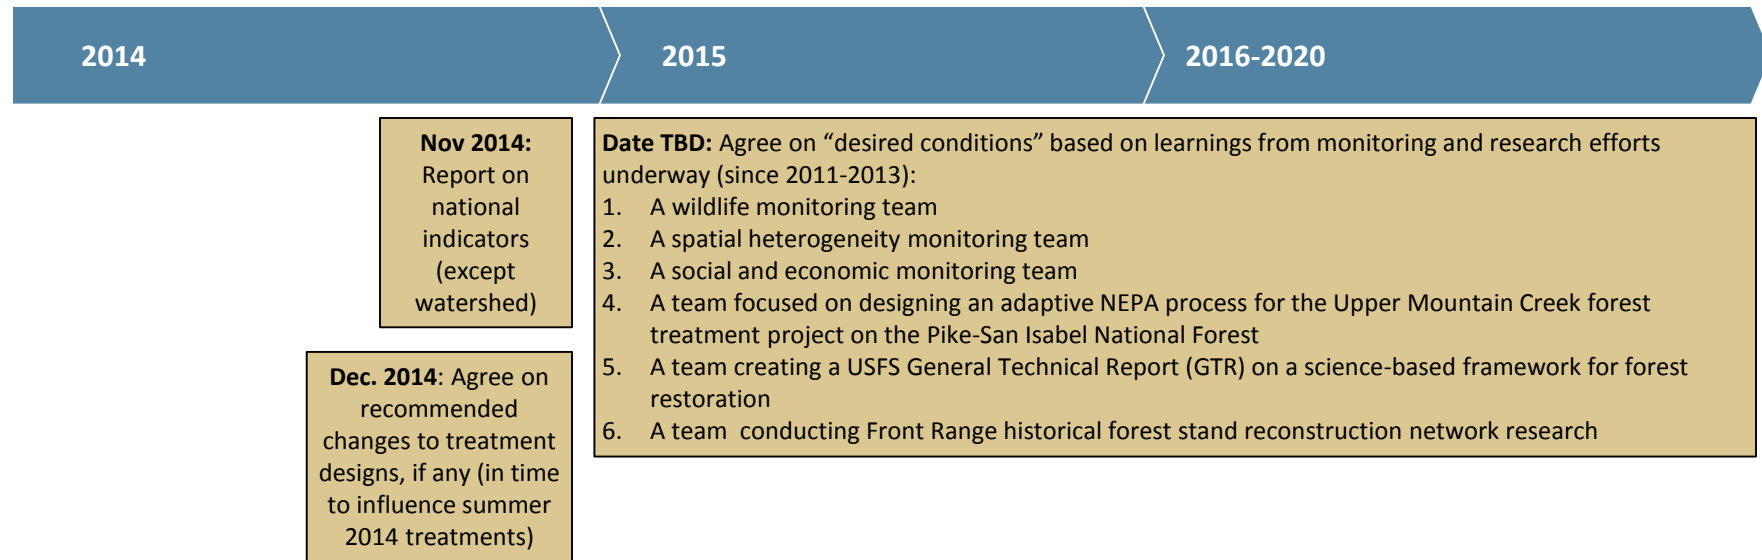 2014
2015
2016-2020
Nov 2014:
Report on
national
indicators
(except
watershed)
Dec. 2014: Agree on
recommended
changes to treatment
designs, if any (in time
to influence summer
2014 treatments)
Date TBD: Agree on “desired conditions” based on learnings from monitoring and research efforts
underway (since 2011-2013):
1. A wildlife monitoring team
2. A spatial heterogeneity monitoring team
3. A social and economic monitoring team
4. A team focused on designing an adaptive NEPA process for the Upper Mountain Creek forest
treatment project on the Pike-San Isabel National Forest
5. A team creating a USFS General Technical Report (GTR) on a science-based framework for forest
restoration
6. A team conducting Front Range historical forest stand reconstruction network research